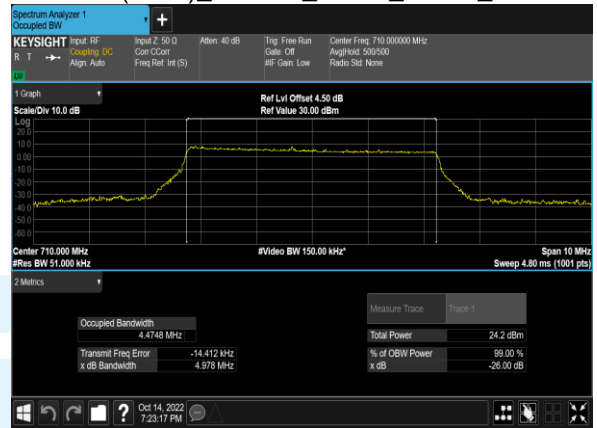 Spectrum Analyzer 1
Occupied BW
KEYSIGHT
R T
LU
Input: RF
Coupling: DC
Align: Auto
Input Z: 50 Ω
Corr CCorr
Freq Ref: Int (S)
Atten: 40 dB
Trig: Free Run
Gate: Off
#IF Gain: Low
Center Freq: 710.000000 MHz
Avg|Hold: 500/500
Radio Std: None
1 Graph
Scale/Div 10.0 dB
Ref Lvl Offset 4.50 dB
Ref Value 30.00 dBm
Log
20.0
10.0
0.00
-10.0
-20.0
-30.0
-40.0
-50.0
-60.0
Center 710.000 MHz
#Res BW 51.000 kHz
#Video BW 150.00 kHz*
Span 10 MHz
Sweep 4.80 ms (1001 pts)
2 Metrics
Measure Trace
Trace 1
Occupied Bandwidth
4.4748 MHz
Total Power
24.2 dBm
Transmit Freq Error
-14.412 kHz
% of OBW Power
99.00 %
x dB Bandwidth
4.978 MHz
x dB
-26.00 dB
?
Oct 14, 2022
7:23:17 PM